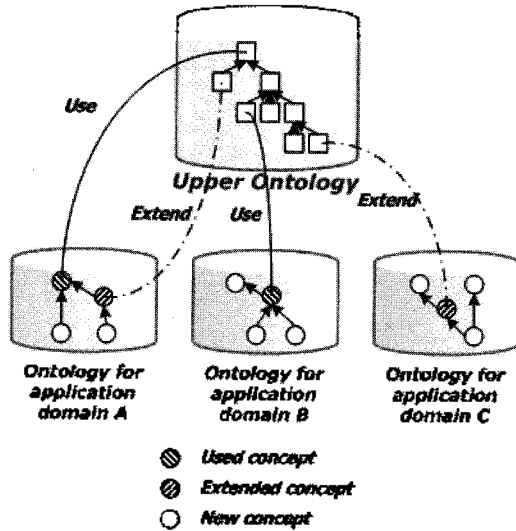 Use
Upper Ontology
Extend
Use
Extend
Ontology for
application
domain A
Ontology for
application
domain B
Ontology for
application
domain C
Used concept
Extended concept
New concept